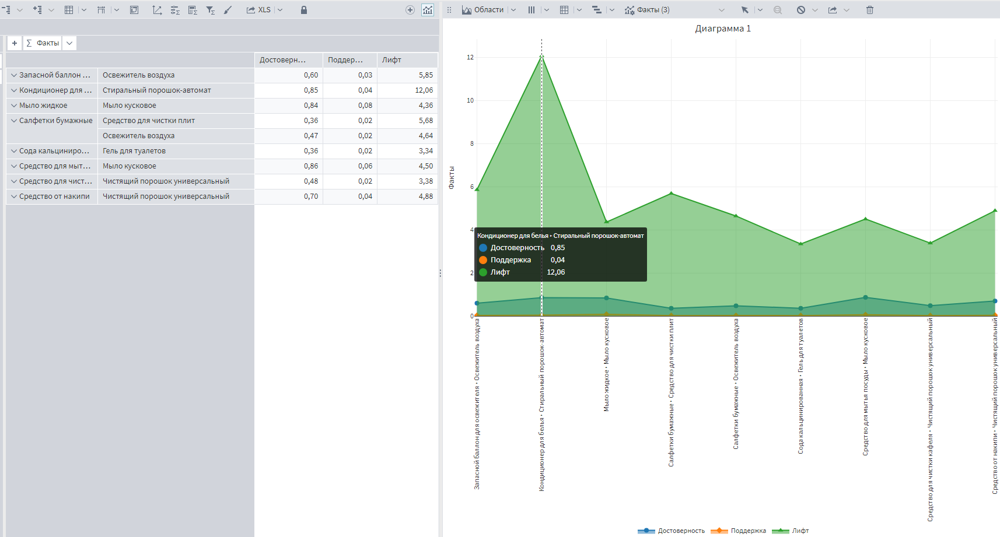 XLS
Области
Факты (3)
Факты
Достоверн... Поддер... Лифт
Запасной баллон ... Освежитель воздуха 0,60 0,03 5,85
Кондиционер для ... Стиральный порошок-автомат 0,85 0,04 12,06
Мыло жидкое Мыло кусковое 0,84 0,08 4,36
Салфетки бумажные Средство для чистки плит 0,36 0,02 5,68
Освежитель воздуха 0,47 0,02 4,64
Сода кальциниро... Гель для туалетов 0,36 0,02 3,34
Средство для мыт... Мыло кусковое 0,86 0,06 4,50
Средство для чист... Чистящий порошок универсальный 0,48 0,02 3,38
Средство от накипи Чистящий порошок универсальный 0,70 0,04 4,88
Диаграмма 1
Факты
12
10
8
6
4
2
0
Кондиционер для белья ▸ Стиральный порошок-автомат
Достоверность 0,85
Поддержка 0,04
Лифт 12,06
Запасной баллон для освежителя ▸ Освежитель воздуха
Кондиционер для белья ▸ Стиральный порошок-автомат
Мыло жидкое ▸ Мыло кусковое
Салфетки бумажные ▸ Средство для чистки плит
Салфетки бумажные ▸ Освежитель воздуха
Сода кальцинированная ▸ Гель для туалетов
Средство для мытья посуды ▸ Мыло кусковое
Средство для чистки кафеля ▸ Чистящий порошок универсальный
Средство от накипи ▸ Чистящий порошок универсальный
Достоверность Поддержка Лифт